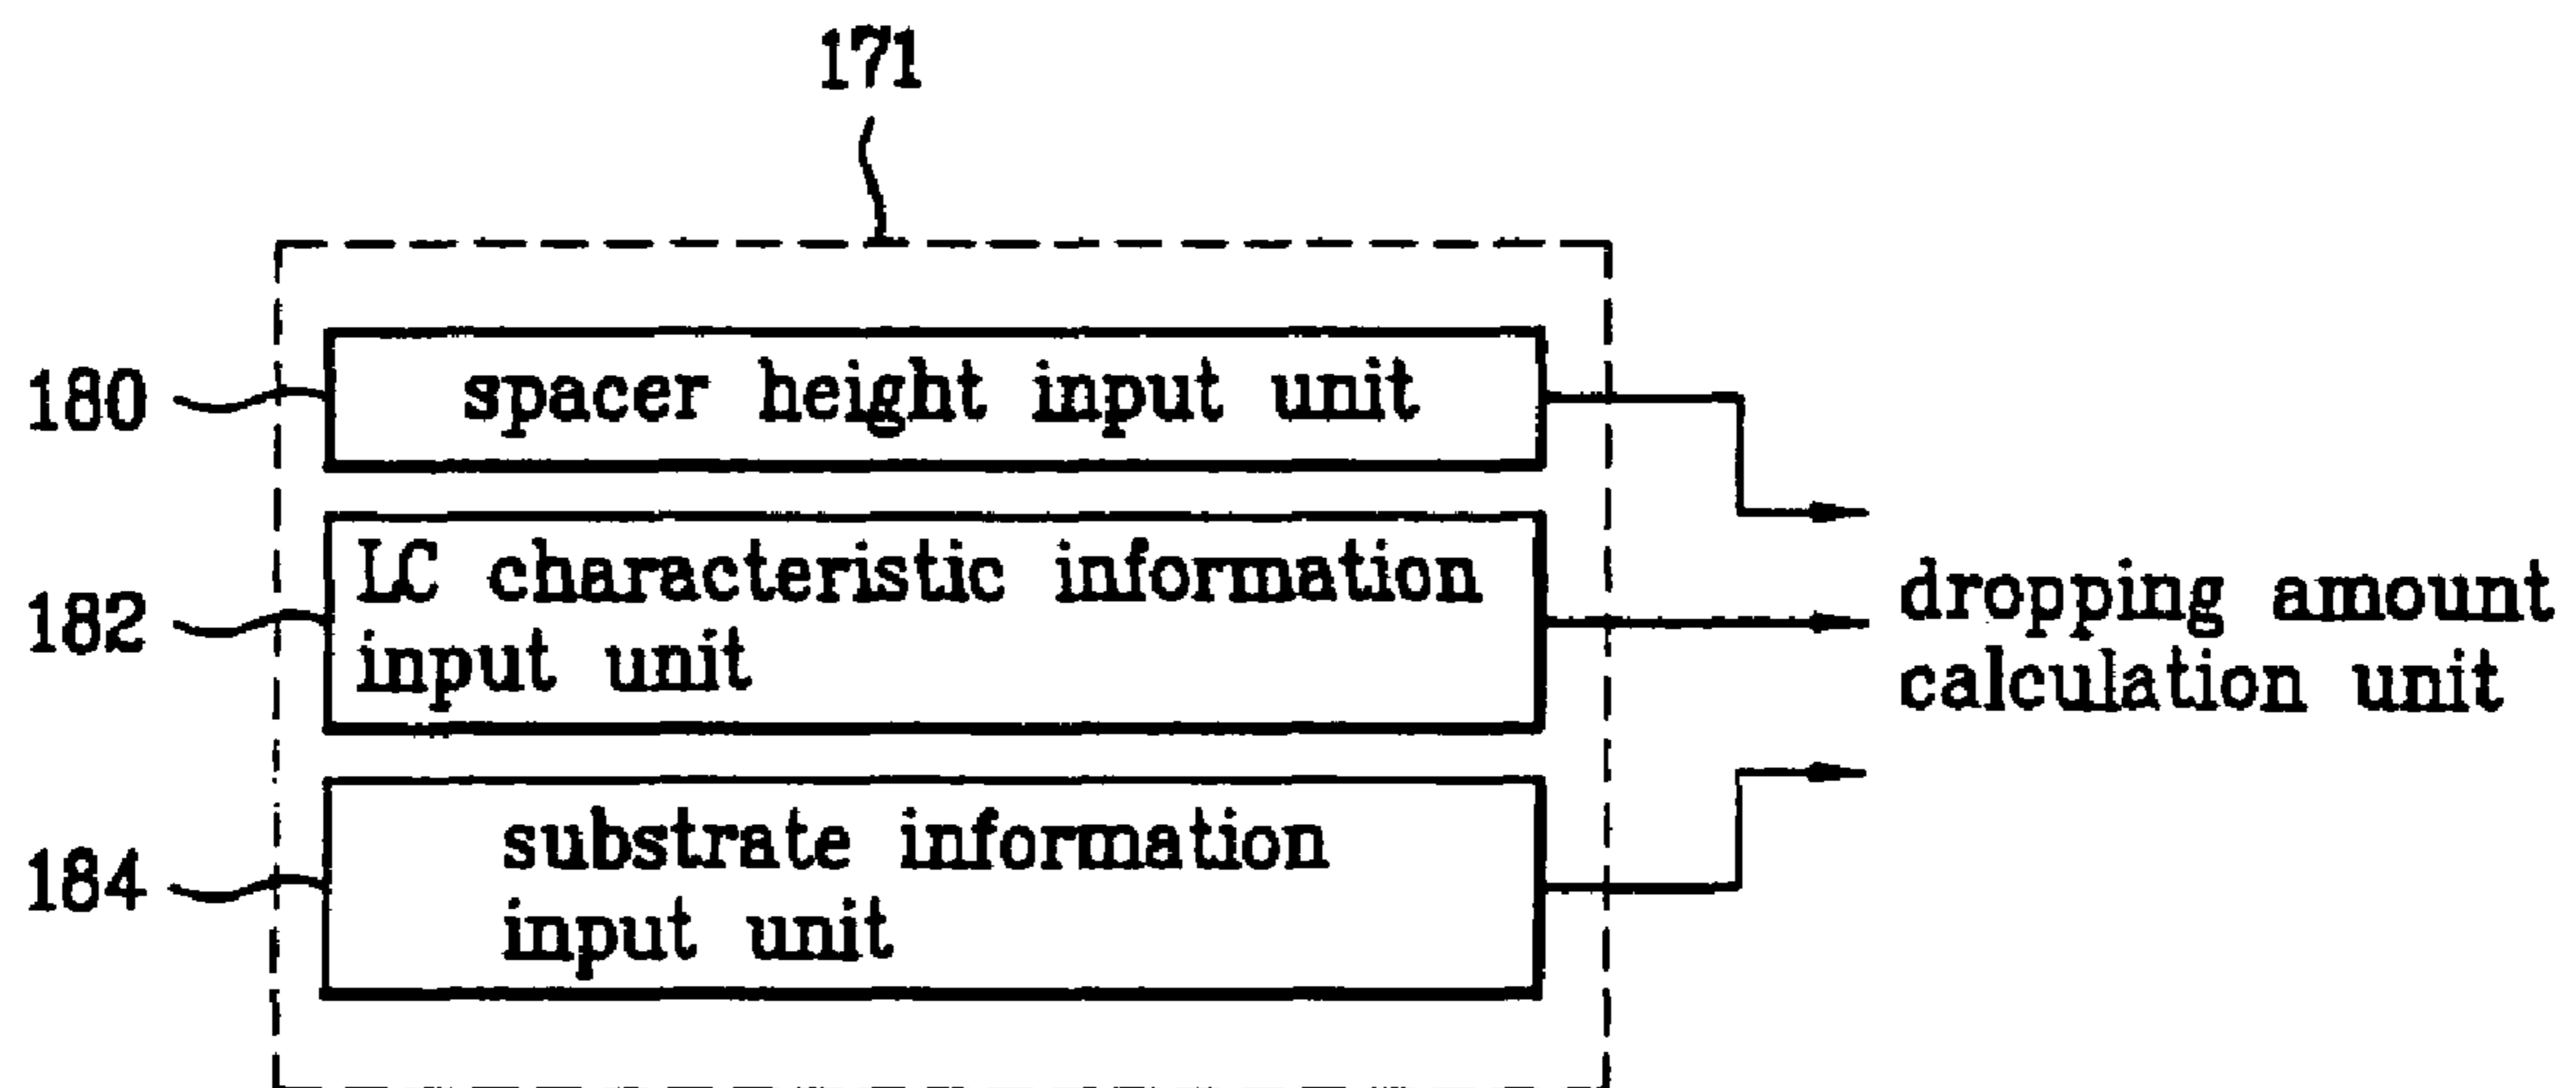 171
180
spacer height input unit
182
LC characteristic information
input unit
dropping amount
calculation unit
184
substrate information
input unit